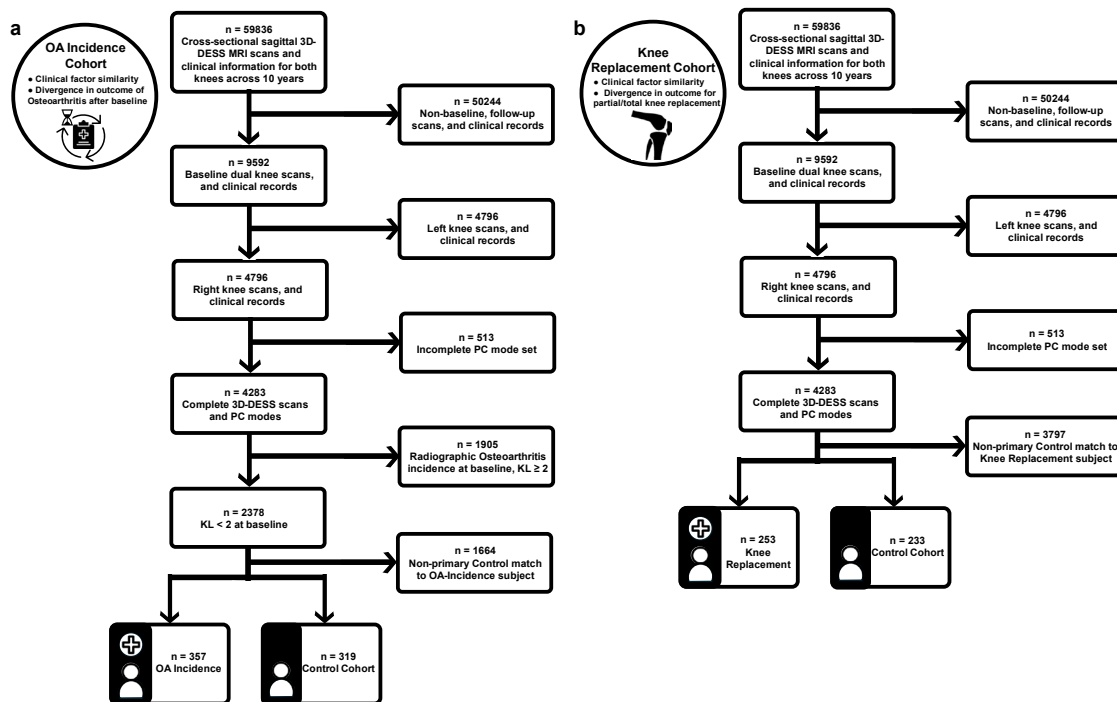 a
OA Incidence
Cohort
● Clinical factor similarity
● Divergence in outcome of
Osteoarthritis after baseline
n = 59836
Cross-sectional sagittal 3D-
DESS MRI scans and
clinical information for both
knees across 10 years
n = 50244
Non-baseline, follow-up
scans, and clinical records
n = 9592
Baseline dual knee scans,
and clinical records
n = 4796
Left knee scans, and
clinical records
n = 4796
Right knee scans, and
clinical records
n = 513
Incomplete PC mode set
n = 4283
Complete 3D-DESS scans
and PC modes
n = 1905
Radiographic Osteoarthritis
incidence at baseline, KL ≥ 2
n = 2378
KL < 2 at baseline
n = 1664
Non-primary Control match
to OA-Incidence subject
n = 357
OA Incidence
n = 319
Control Cohort
b
Knee
Replacement Cohort
● Clinical factor similarity
● Divergence in outcome for
partial/total knee replacement
n = 59836
Cross-sectional sagittal 3D-
DESS MRI scans and
clinical information for both
knees across 10 years
n = 50244
Non-baseline, follow-up
scans, and clinical records
n = 9592
Baseline dual knee scans,
and clinical records
n = 4796
Left knee scans, and
clinical records
n = 4796
Right knee scans, and
clinical records
n = 513
Incomplete PC mode set
n = 4283
Complete 3D-DESS scans
and PC modes
n = 3797
Non-primary Control match to
Knee Replacement subject
n = 253
Knee
Replacement
n = 233
Control Cohort